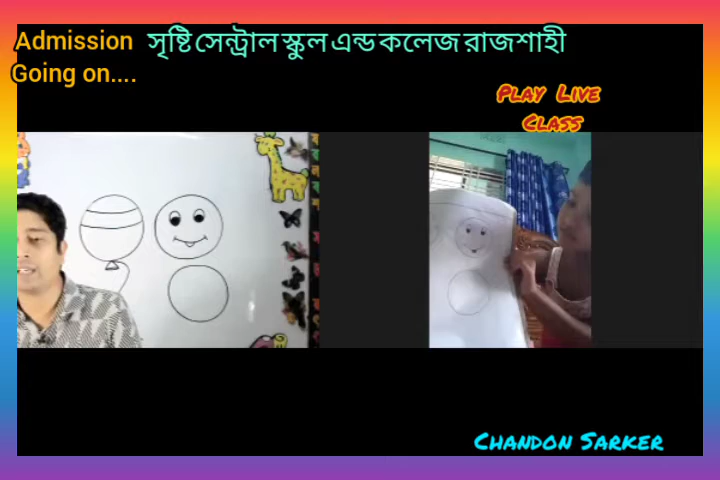 Admission
Going on....
সৃষ্টি সেন্ট্রাল স্কুল এন্ড কলেজ রাজশাহী
Play Live
Class
Chandon Sarker